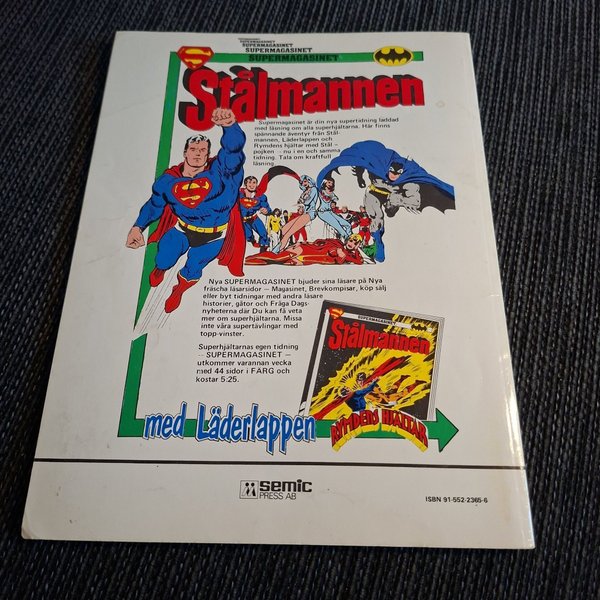 SUPERMAGASINET
SUPERMAGASINET
SUPERMAGASINET
SUPERMAGASINET
Stålmannen
Supermagasinet är din nya supertidning laddad
med läsning om alla superhjältarna. Här finns
spännande äventyr från Stål-
mannen, Läderlappen och
Rymdens hjältar med Stål-
pojken – nu i en och samma
tidning. Tala om kraftfull
läsning.
Nya SUPERMAGASINET bjuder sina läsare på Nya
fräscha läsarsidor – Magasinet, Brevkompisar, köp sälj
eller byt tidningar med andra läsare
historier, gåtor och Fråga Dags-
nyheterna där Du kan få veta
mer om superhjältarna. Missa
inte våra supertävlingar med
topp-vinster.
Superhjältarnas egen tidning
– SUPERMAGASINET –
utkommer varannan vecka
med 44 sidor i FÄRG och
kostar 5:25.
SUPERMAGASINET
Stålmannen
RYMDENS HJÄLTAR
med Läderlappen
semic
PRESS AB
ISBN 91-552-2365-6